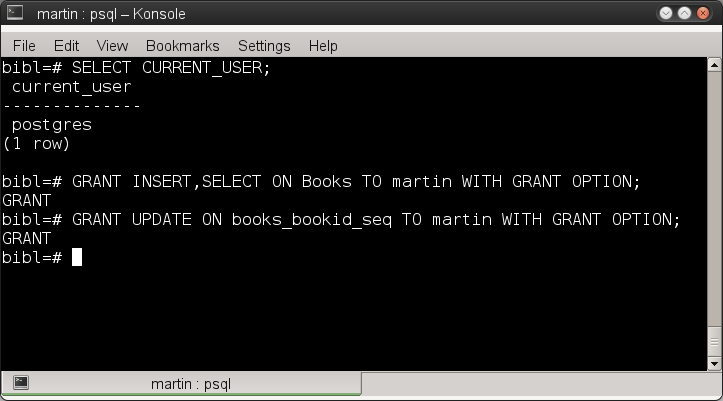 martin : psql – Konsole
File Edit View Bookmarks Settings Help
bibl=# SELECT CURRENT_USER;
 current_user
--------------
 postgres
(1 row)
bibl=# GRANT INSERT,SELECT ON Books TO martin WITH GRANT OPTION;
GRANT
bibl=# GRANT UPDATE ON books_bookid_seq TO martin WITH GRANT OPTION;
GRANT
bibl=#
martin : psql